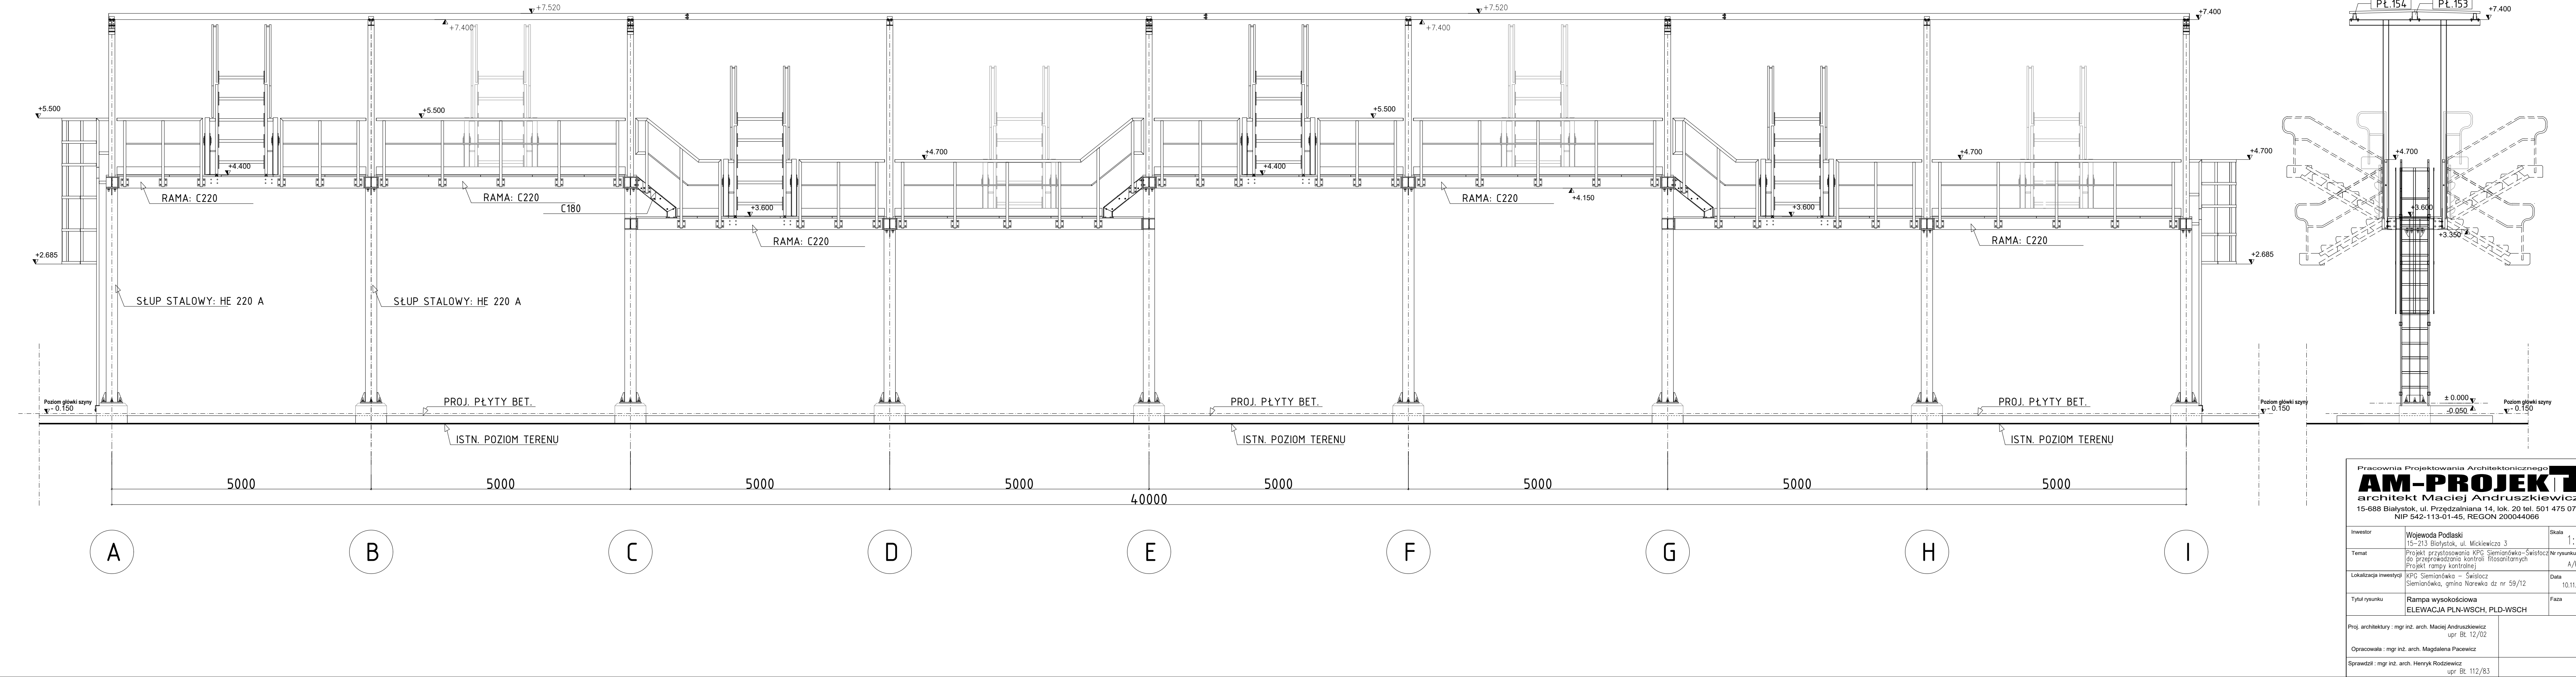 +7.520
+7.520
PŁ.154
PŁ.153
+7.400
+7.400
+7.400
+7.400
+5.500
+5.500
+5.500
+4.700
+4.700
+4.700
+4.700
+4.400
+4.400
RAMA: C220
RAMA: C220
RAMA: C220
+4.150
C180
+3.600
+3.600
+3.600
RAMA: C220
RAMA: C220
+3.350
+2.685
+2.685
SŁUP STALOWY: HE 220 A
SŁUP STALOWY: HE 220 A
Poziom główki szyny
- 0.150
PROJ. PŁYTY BET.
PROJ. PŁYTY BET.
PROJ. PŁYTY BET.
Poziom główki szyny
- 0.150
± 0.000
-0.050
Poziom główki szyny
- 0.150
ISTN. POZIOM TERENU
ISTN. POZIOM TERENU
ISTN. POZIOM TERENU
5000
5000
5000
5000
5000
5000
5000
5000
40000
A
B
C
D
E
F
G
H
I
Pracownia Projektowania Architektonicznego
AM-PROJEKT
architekt Maciej Andruszkiewicz
15-688 Białystok, ul. Przędzalniana 14, lok. 20 tel. 501 475 07
NIP 542-113-01-45, REGON 200044066
Inwestor
Wojewoda Podlaski
15-213 Białystok, ul. Mickiewicza 3
Skala
1:
Temat
Projekt przystosowania KPG Siemianówka-Świsłocz
do przeprowadzania kontroli fitosanitarnych
Projekt rampy kontrolnej
Nr rysunku
A/
Lokalizacja inwestycji
KPG Siemianówka - Świsłocz
Siemianówka, gmina Narewka dz nr 59/12
Data
10.11.
Tytuł rysunku
Rampa wysokościowa
ELEWACJA PLN-WSCH, PLD-WSCH
Faza
Proj. architektury : mgr inż. arch. Maciej Andruszkiewicz
upr Bł. 12/02
Opracowała : mgr inż. arch. Magdalena Pacewicz
Sprawdził : mgr inż. arch. Henryk Rodziewicz
upr Bł. 112/83